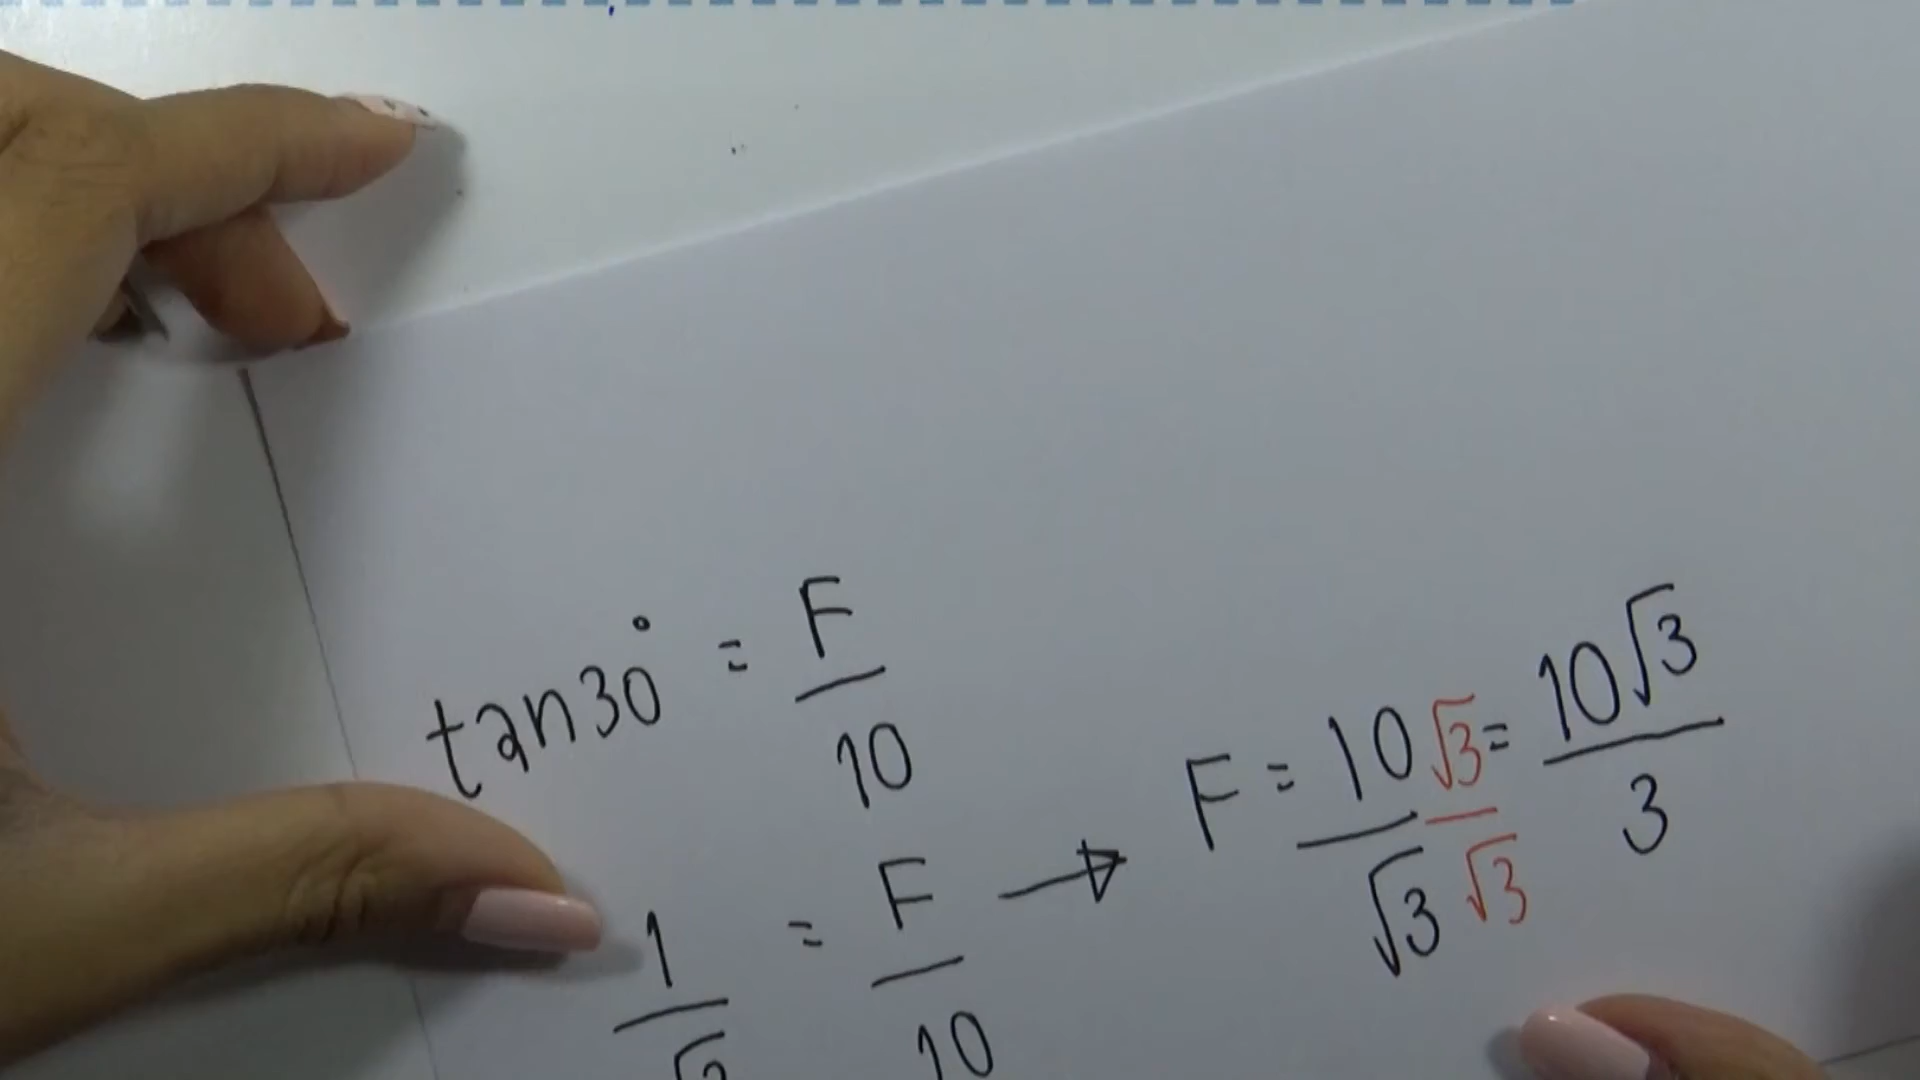 tan30° = F/10
1/√3 = F/10 → F = 10√3/√3√3 = 10√3/3